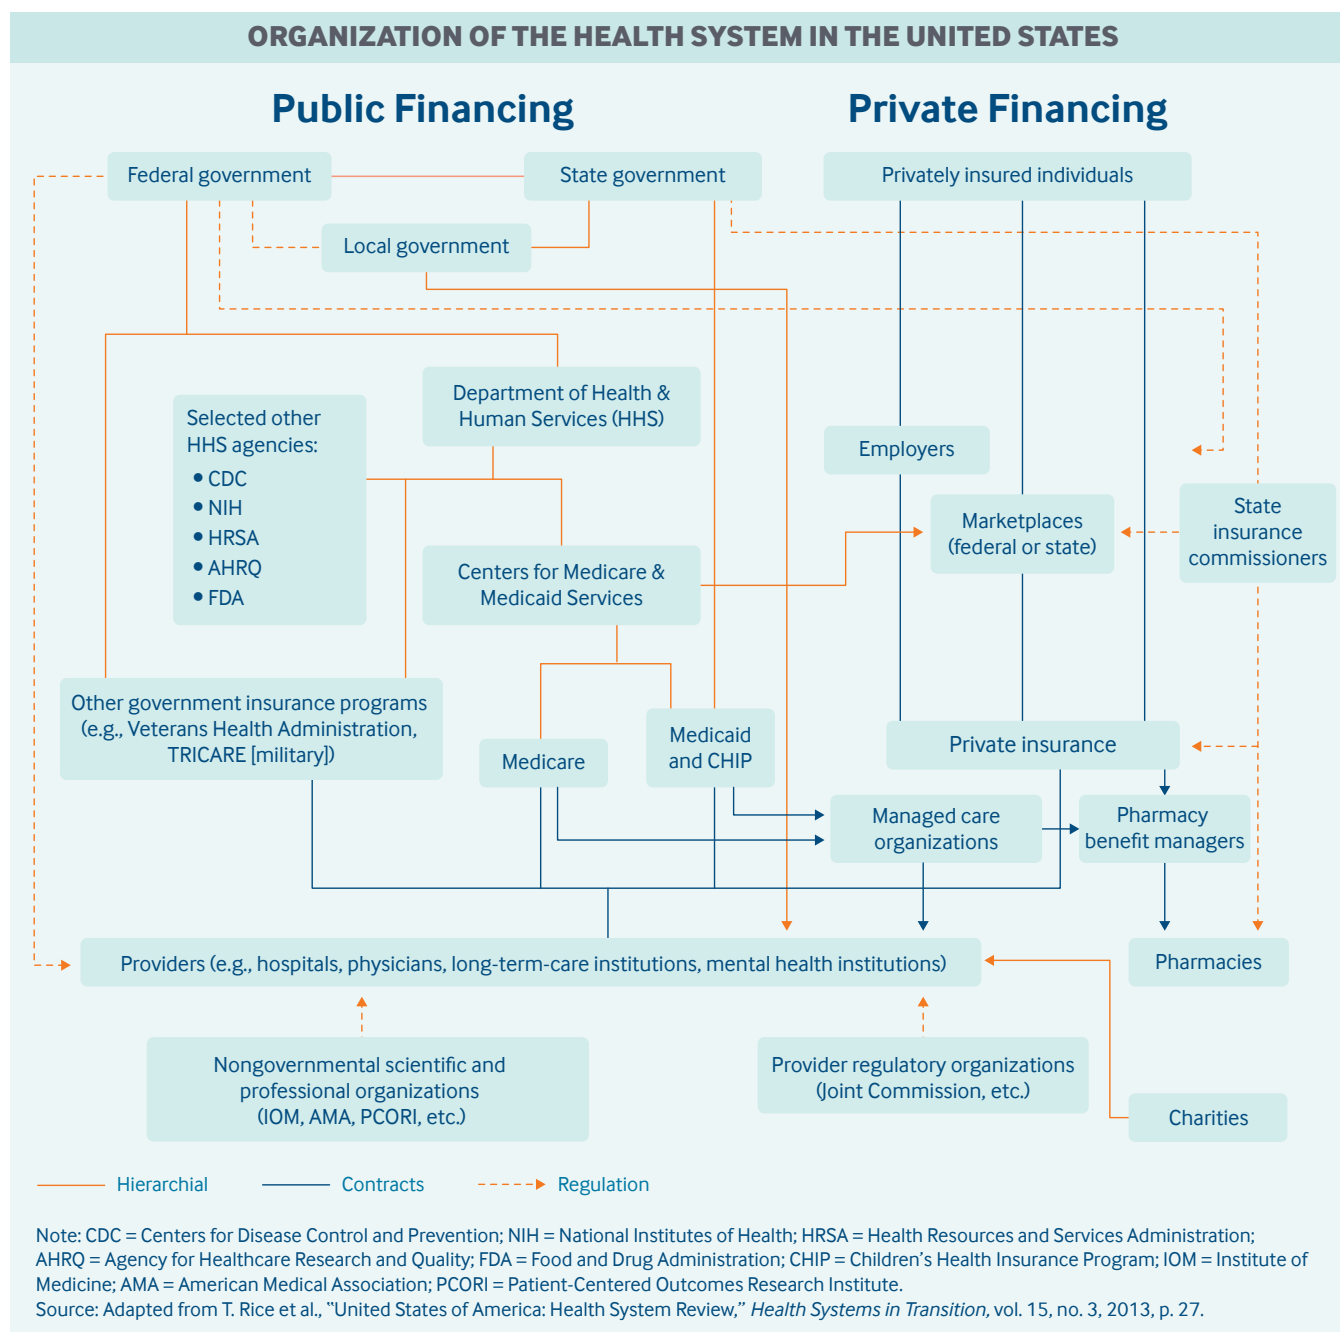 ORGANIZATION OF THE HEALTH SYSTEM IN THE UNITED STATES
Public Financing
Private Financing
Federal government
State government
Privately insured individuals
Local government
Department of Health &
Human Services (HHS)
Selected other
HHS agencies:
• CDC
• NIH
• HRSA
• AHRQ
• FDA
Employers
Marketplaces
(federal or state)
State
insurance
commissioners
Centers for Medicare &
Medicaid Services
Other government insurance programs
(e.g., Veterans Health Administration,
TRICARE [military])
Medicare
Medicaid
and CHIP
Private insurance
Managed care
organizations
Pharmacy
benefit managers
Providers (e.g., hospitals, physicians, long-term-care institutions, mental health institutions)
Pharmacies
Nongovernmental scientific and
professional organizations
(IOM, AMA, PCORI, etc.)
Provider regulatory organizations
(Joint Commission, etc.)
Charities
Hierarchial
Contracts
Regulation
Note: CDC = Centers for Disease Control and Prevention; NIH = National Institutes of Health; HRSA = Health Resources and Services Administration;
AHRQ = Agency for Healthcare Research and Quality; FDA = Food and Drug Administration; CHIP = Children’s Health Insurance Program; IOM = Institute of
Medicine; AMA = American Medical Association; PCORI = Patient-Centered Outcomes Research Institute.
Source: Adapted from T. Rice et al., “United States of America: Health System Review,” Health Systems in Transition, vol. 15, no. 3, 2013, p. 27.